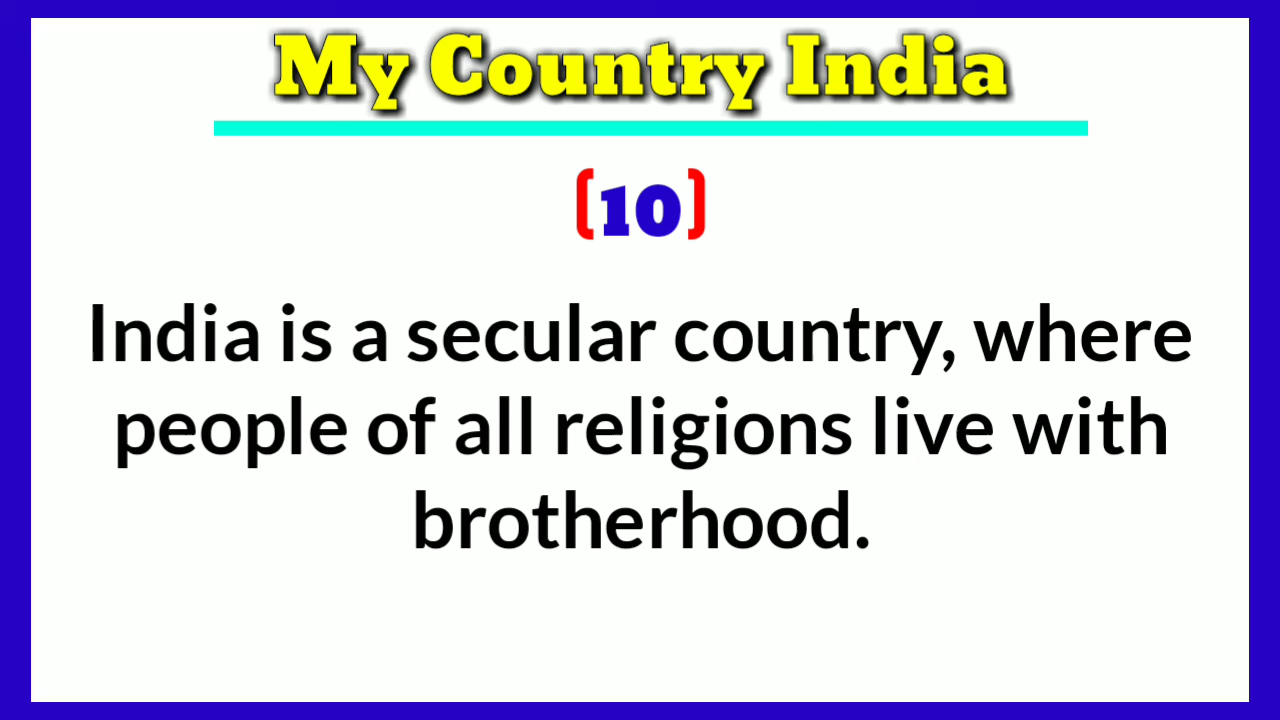 My Country India
(10)
India is a secular country, where
people of all religions live with
brotherhood.